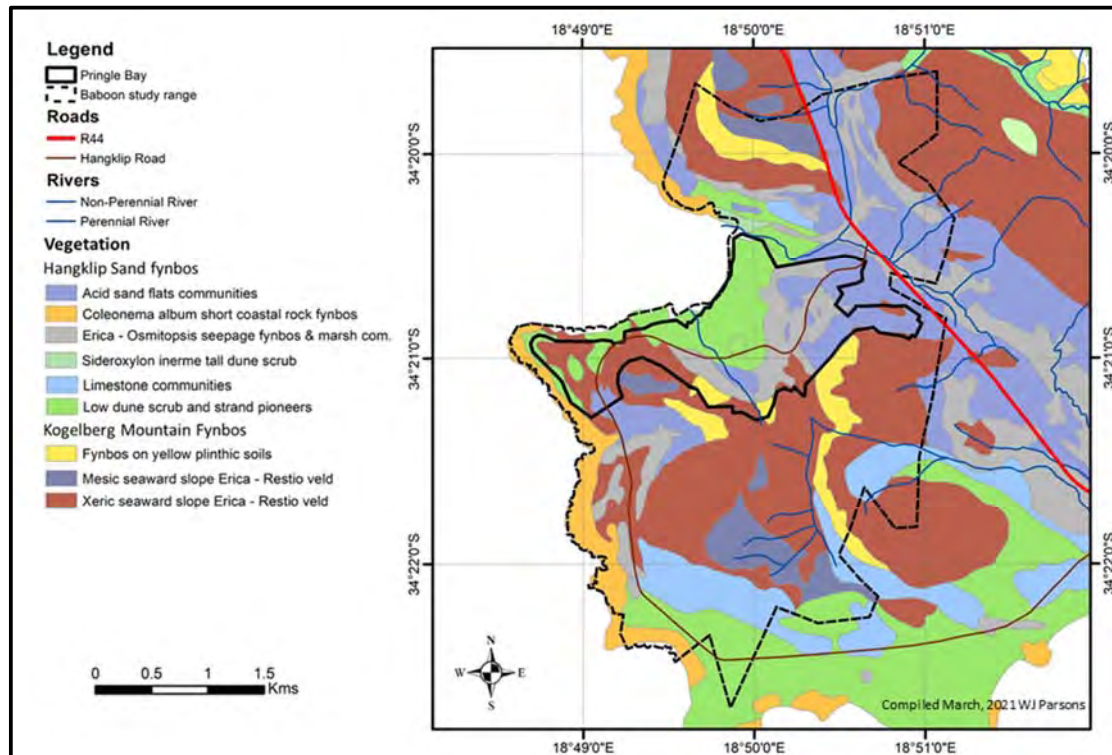 Legend
Pringle Bay
Baboon study range
Roads
R44
Hangklip Road
Rivers
Non-Perennial River
Perennial River
Vegetation
Hangklip Sand fynbos
Acid sand flats communities
Coleonema album short coastal rock fynbos
Erica - Osmitopsis seepage fynbos & marsh com.
Sideroxylon inerme tall dune scrub
Limestone communities
Low dune scrub and strand pioneers
Kogelberg Mountain Fynbos
Fynbos on yellow plinthic soils
Mesic seaward slope Erica - Restio veld
Xeric seaward slope Erica - Restio veld
0 0.5 1 1.5
Kms
18°49'0"E 18°50'0"E 18°51'0"E
34°20'0"S 34°20'0"S
34°21'0"S 34°21'0"S
34°22'0"S 34°22'0"S
N
W E
S
Compiled March, 2021 WJ Parsons
18°49'0"E 18°50'0"E 18°51'0"E